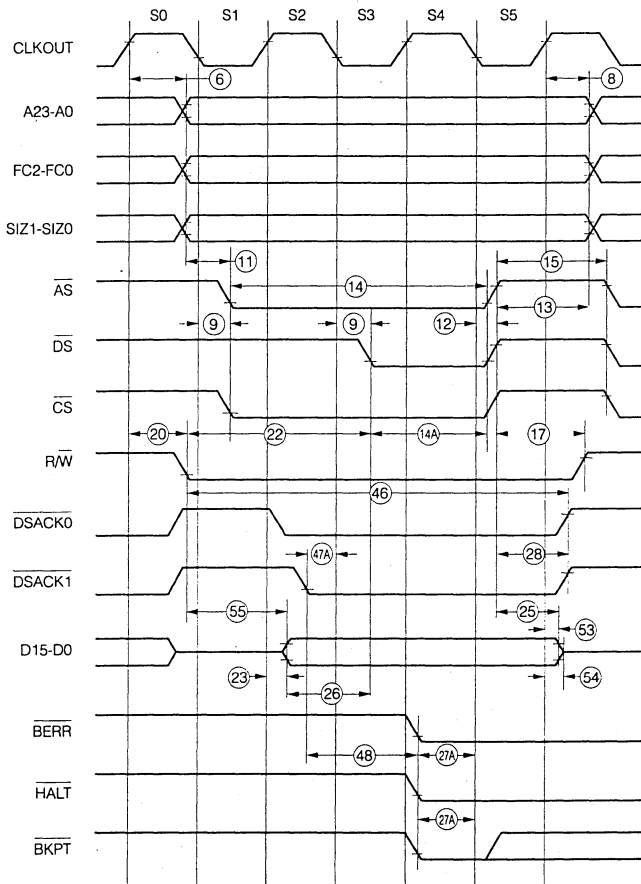 S0 S1 S2 S3 S4 S5
CLKOUT
6 8
A23-A0
FC2-FC0
SIZ1-SIZ0
11 15
14
AS
13
9 9 12
DS
CS
20 22 14A 17
R/W
46
DSACK0
47A 28
DSACK1
55 25
53
D15-D0
23 54
26
BERR
48 27A
HALT
27A
BKPT